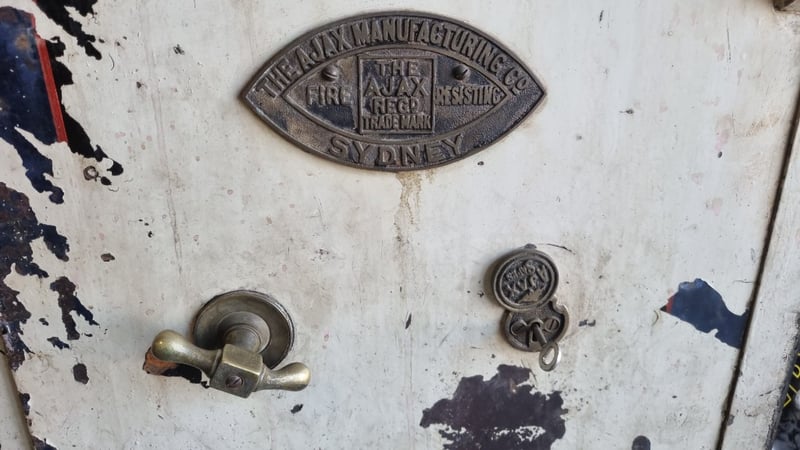 THE AJAX MANUFACTURING Cº
FIRE
THE
AJAX
REGD
TRADE MARK
RESISTING
SYDNEY